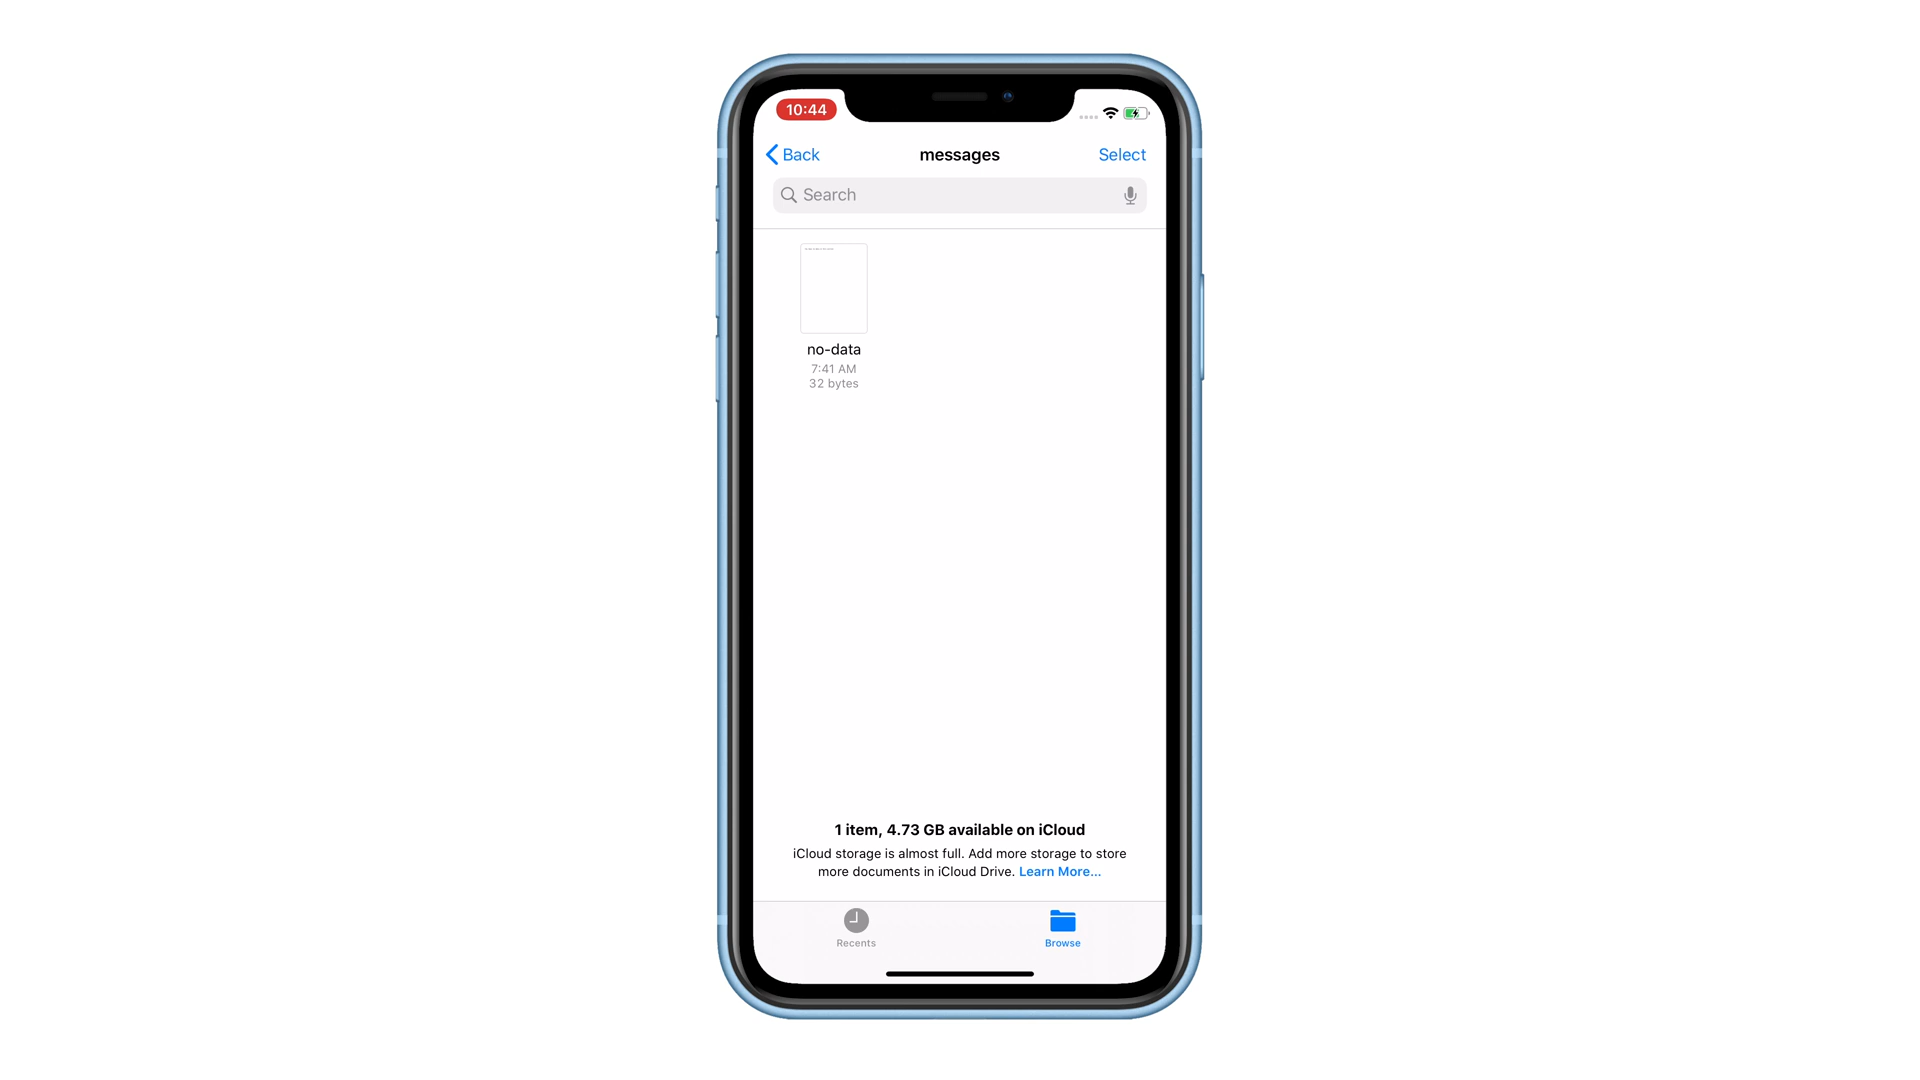 10:44
Back
messages
Select
Search
no-data
7:41 AM
32 bytes
1 item, 4.73 GB available on iCloud
iCloud storage is almost full. Add more storage to store
more documents in iCloud Drive. Learn More...
Recents
Browse